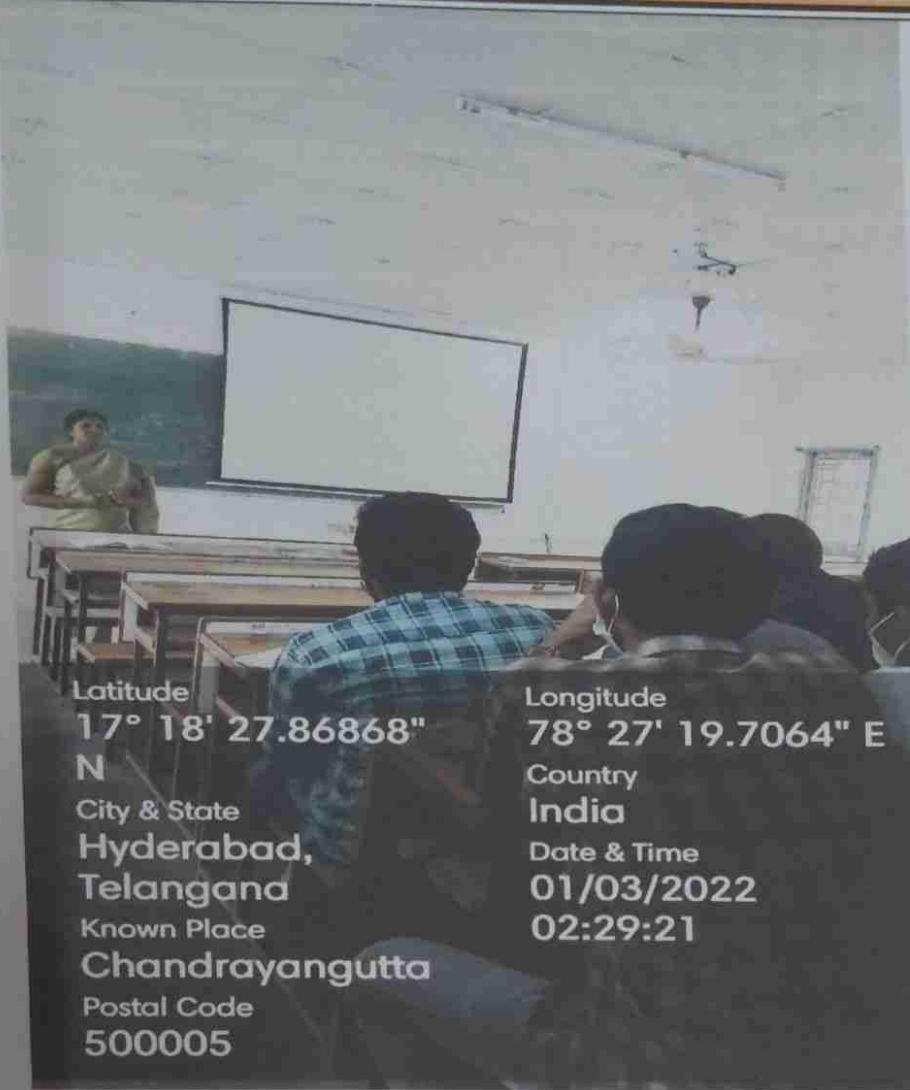 Latitude
17° 18' 27.86868"
N
City & State
Hyderabad,
Telangana
Known Place
Chandrayangutta
Postal Code
500005
Longitude
78° 27' 19.7064" E
Country
India
Date & Time
01/03/2022
02:29:21